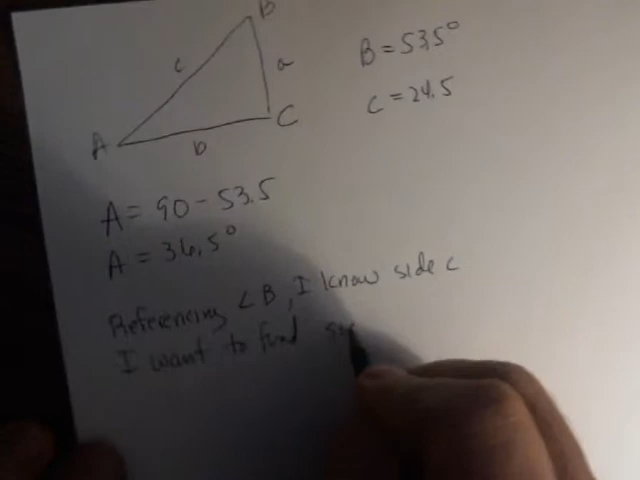 B
c
a
A
b
C
B = 53.5°
c = 24.5
A = 90 - 53.5
A = 36.5°
Referencing ∠B, I know side c
I want to find